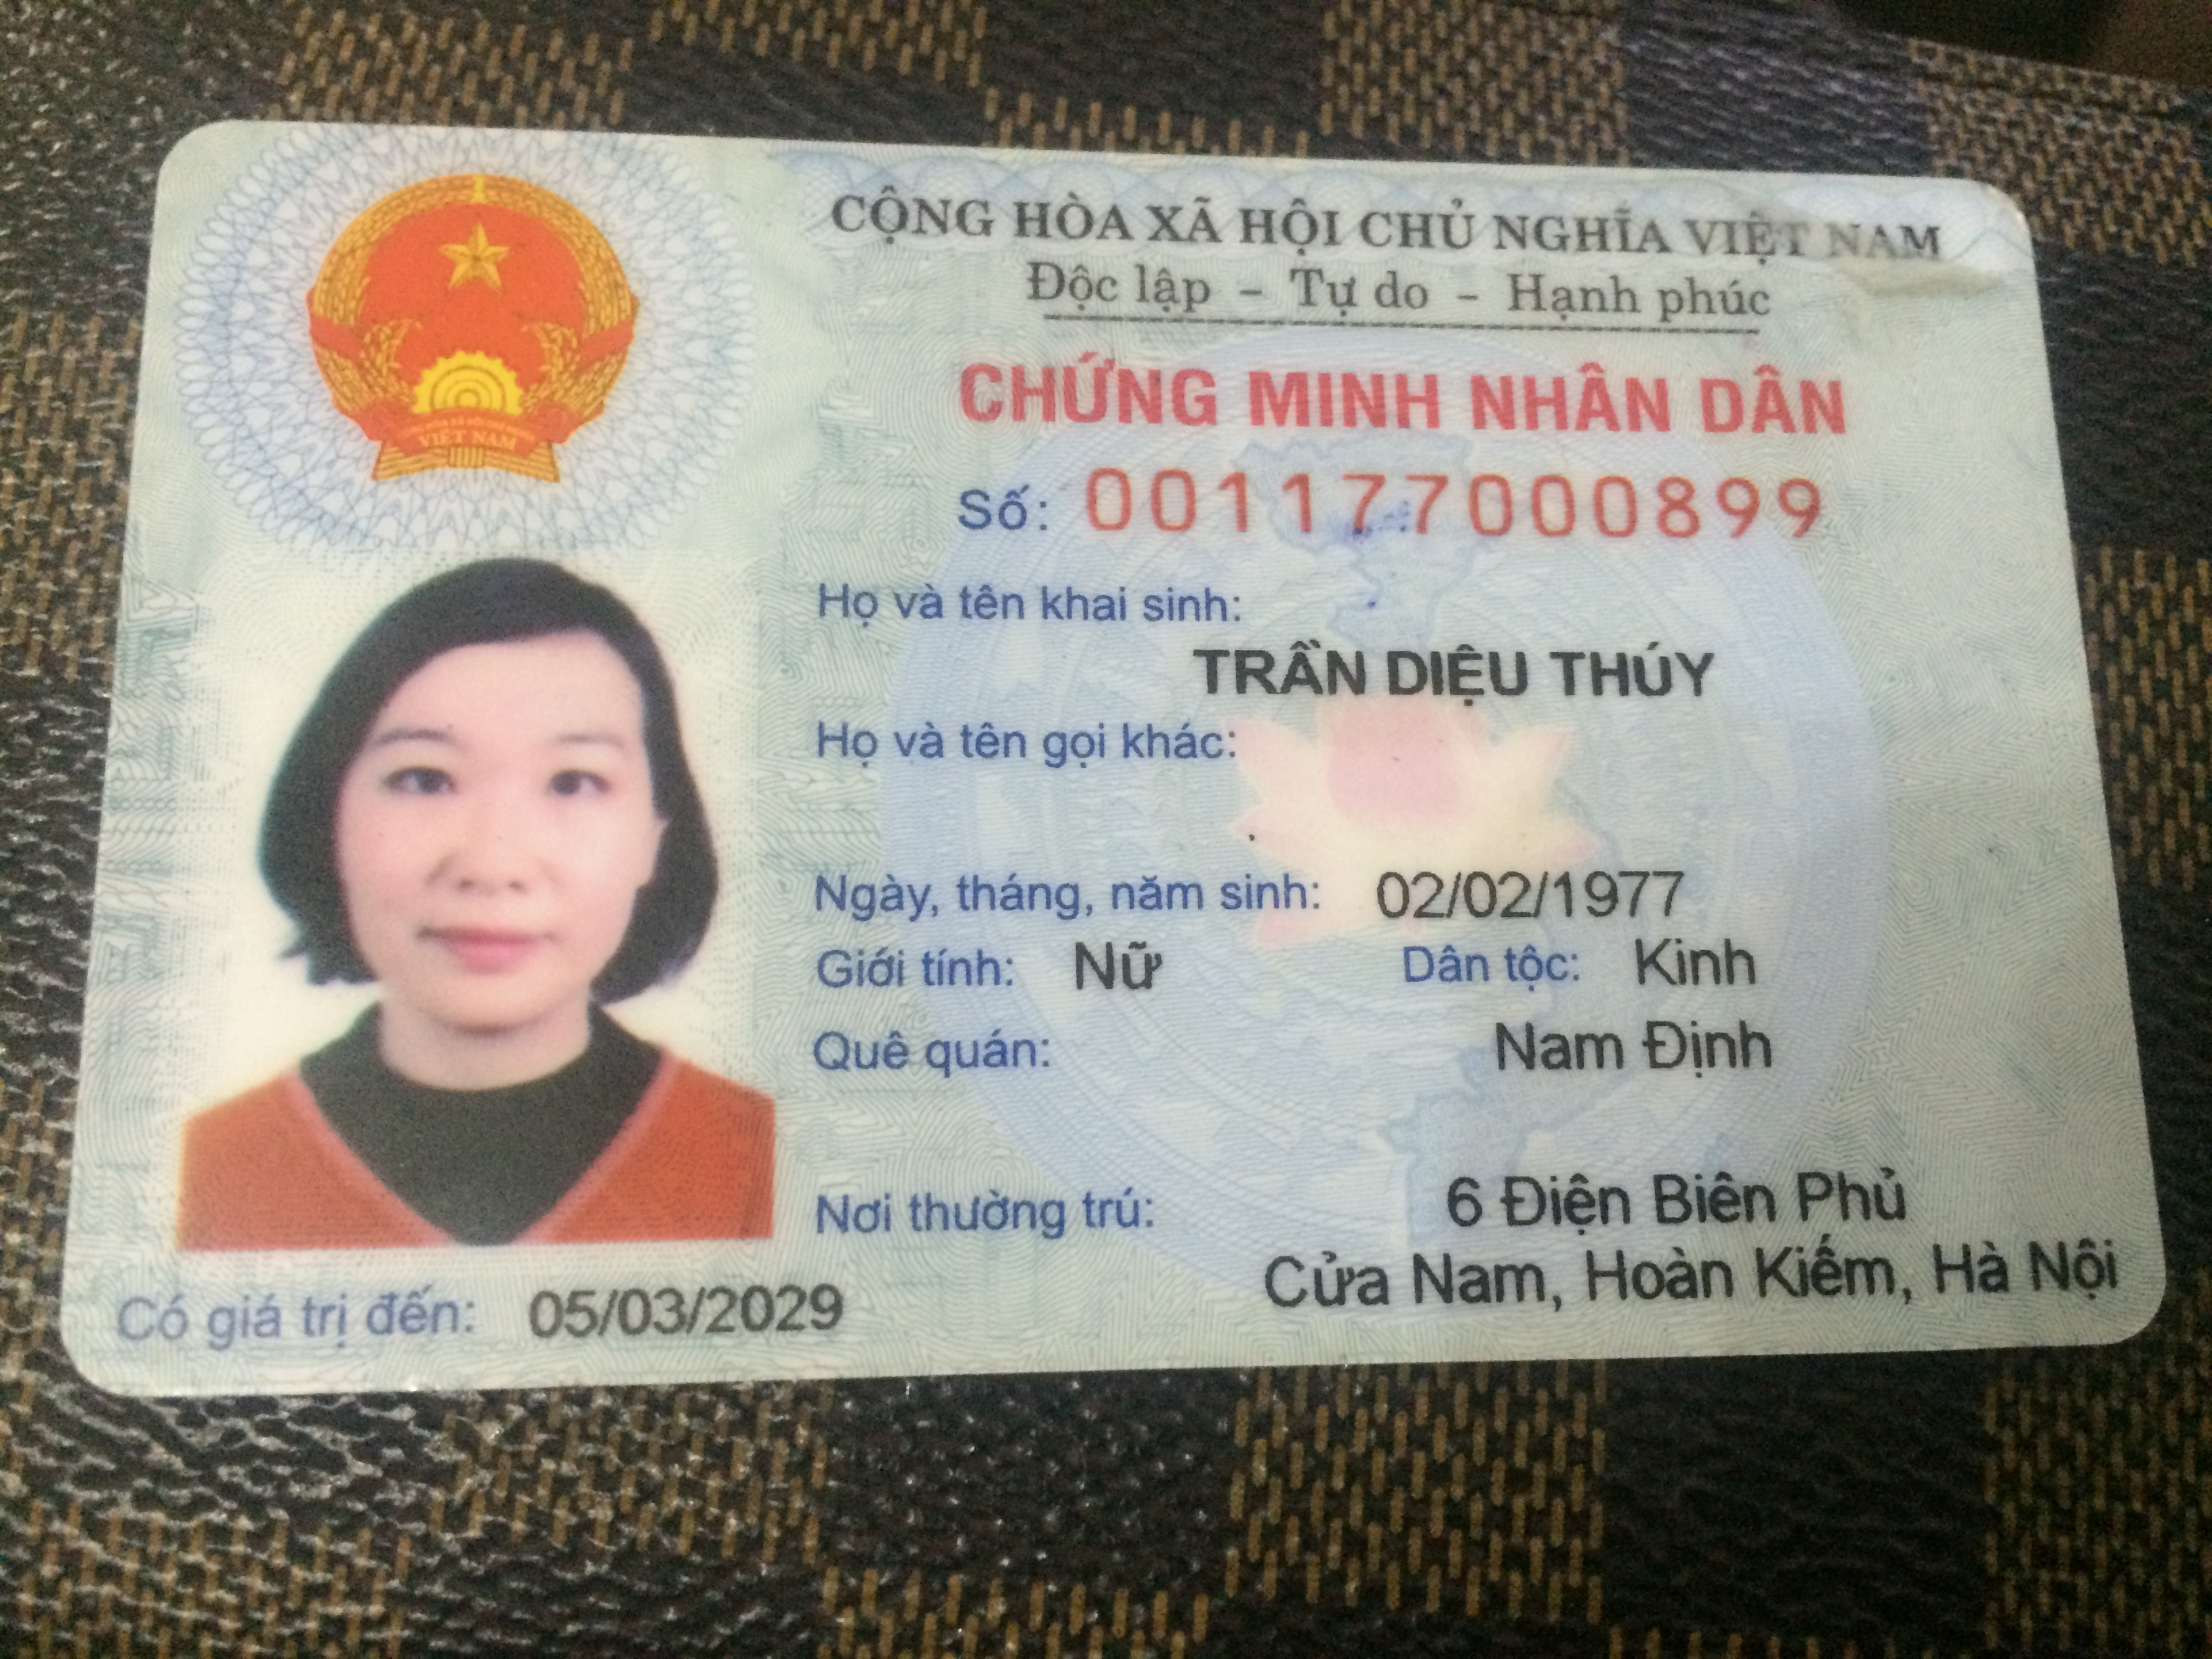 CỘNG HÒA XÃ HỘI CHỦ NGHĨA VIỆT NAM
Độc lập – Tự do – Hạnh phúc
CHỨNG MINH NHÂN DÂN
Số: 001177000899
Họ và tên khai sinh:
TRẦN DIỆU THÚY
Họ và tên gọi khác:
Ngày, tháng, năm sinh: 02/02/1977
Giới tính: Nữ Dân tộc: Kinh
Quê quán:
Nam Định
Nơi thường trú:
6 Điện Biên Phủ
Cửa Nam, Hoàn Kiếm, Hà Nội
Có giá trị đến: 05/03/2029
VIỆT NAM